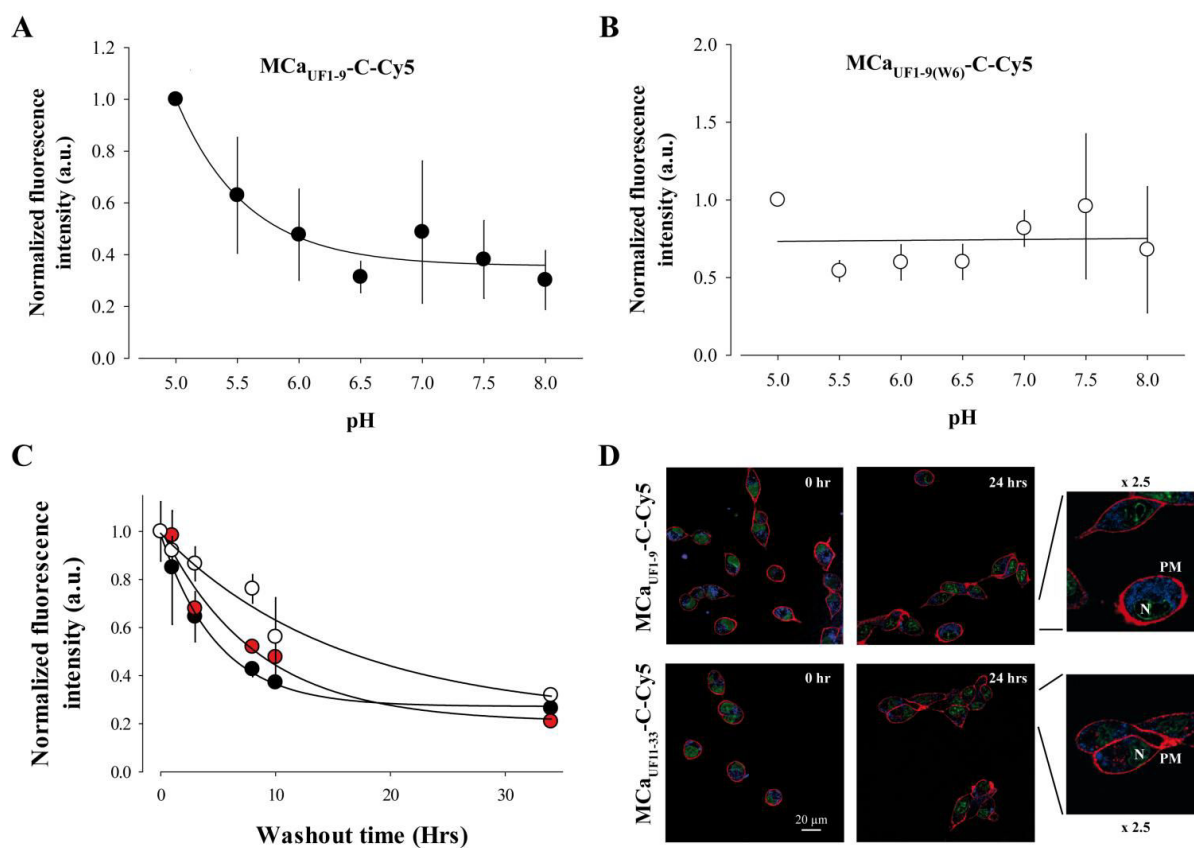 A
MCaUF1-9-C-Cy5
Normalized fluorescence
intensity (a.u.)
1.2
1.0
0.8
0.6
0.4
0.2
0.0
5.0 5.5 6.0 6.5 7.0 7.5 8.0
pH
B
MCaUF1-9(W6)-C-Cy5
Normalized fluorescence
intensity (a.u.)
2.0
1.5
1.0
0.5
0.0
5.0 5.5 6.0 6.5 7.0 7.5 8.0
pH
C
Normalized fluorescence
intensity (a.u.)
1.0
0.8
0.6
0.4
0.2
0.0
0 10 20 30
Washout time (Hrs)
D
MCaUF1-9-C-Cy5
0 hr
24 hrs
x 2.5
PM
N
MCaUF11-33-C-Cy5
0 hr
20 µm
24 hrs
N
PM
x 2.5